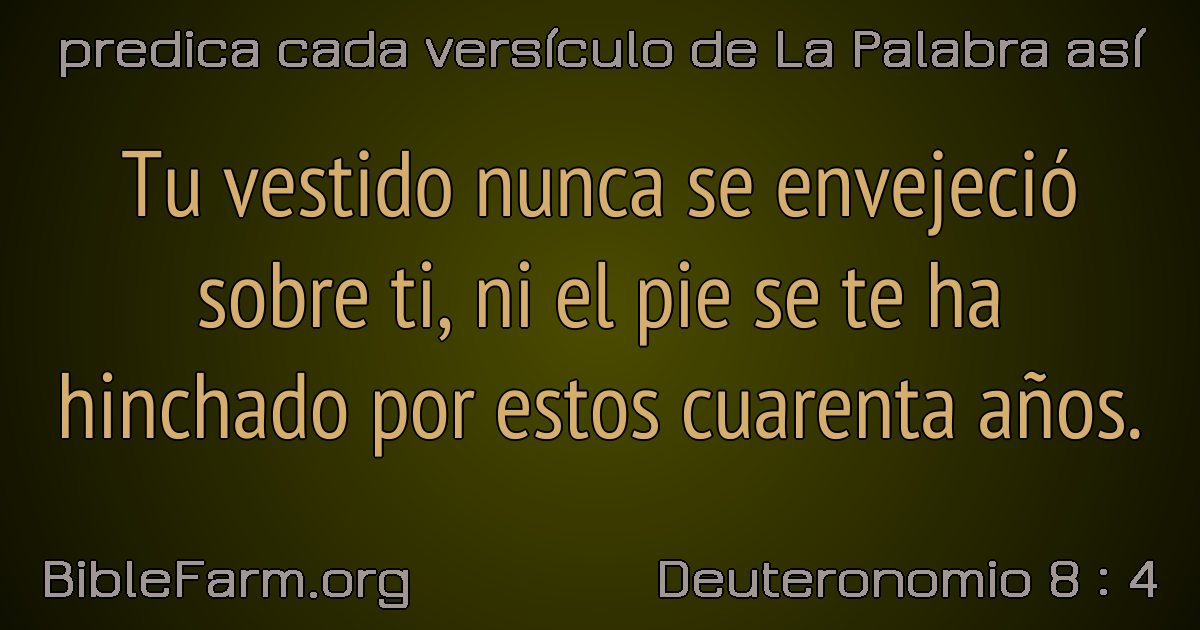 predica cada versículo de La Palabra así
Tu vestido nunca se envejeció
sobre ti, ni el pie se te ha
hinchado por estos cuarenta años.
BibleFarm.org
Deuteronomio 8 : 4